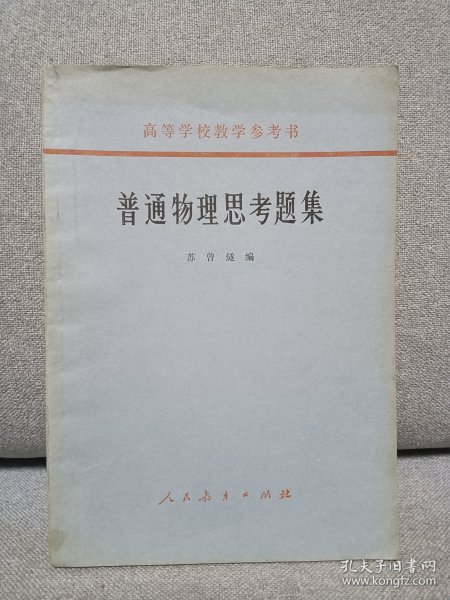 高等学校教学参考书
普通物理思考题集
苏曾燧编
人民教育出版社
孔夫子旧书网
www.kongfz.com